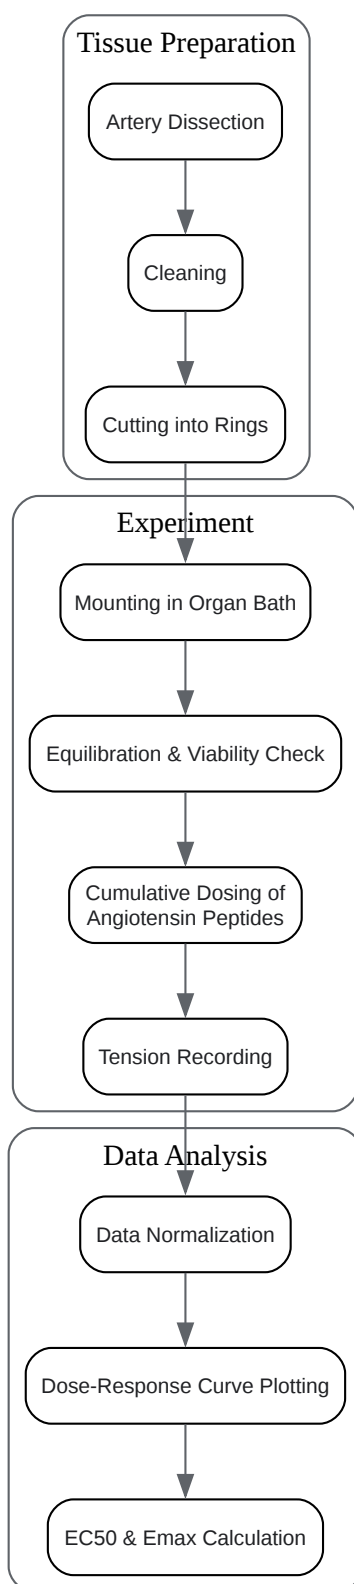 Tissue Preparation
Artery Dissection
Cleaning
Cutting into Rings
Experiment
Mounting in Organ Bath
Equilibration & Viability Check
Cumulative Dosing of
Angiotensin Peptides
Tension Recording
Data Analysis
Data Normalization
Dose-Response Curve Plotting
EC50 & Emax Calculation